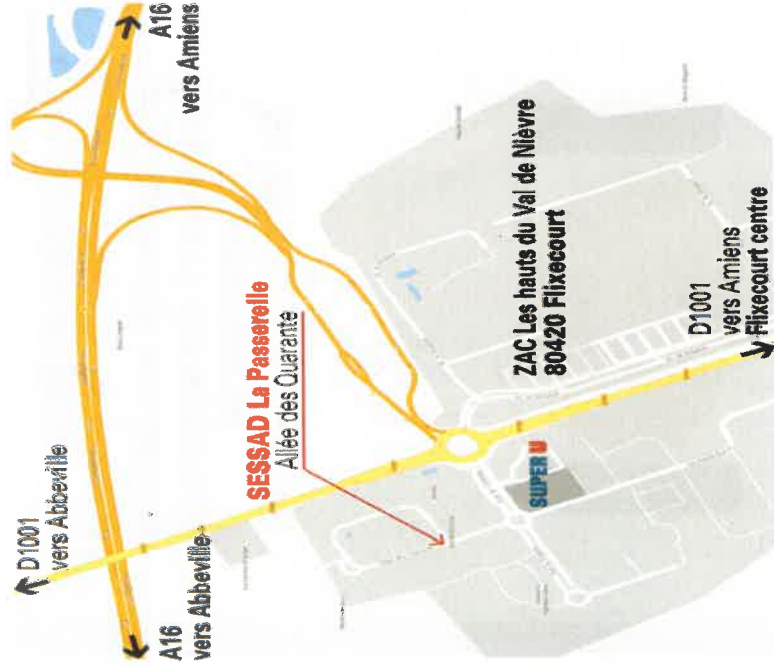 D1001
vers Abbeville
A16
vers Abbeville
A16
vers Amiens
SESSAD La Passerelle
Allée des Quarante
SUPER U
ZAC Les hauts du Val de Nièvre
80420 Flixecourt
D1001
vers Amiens
Flixecourt centre